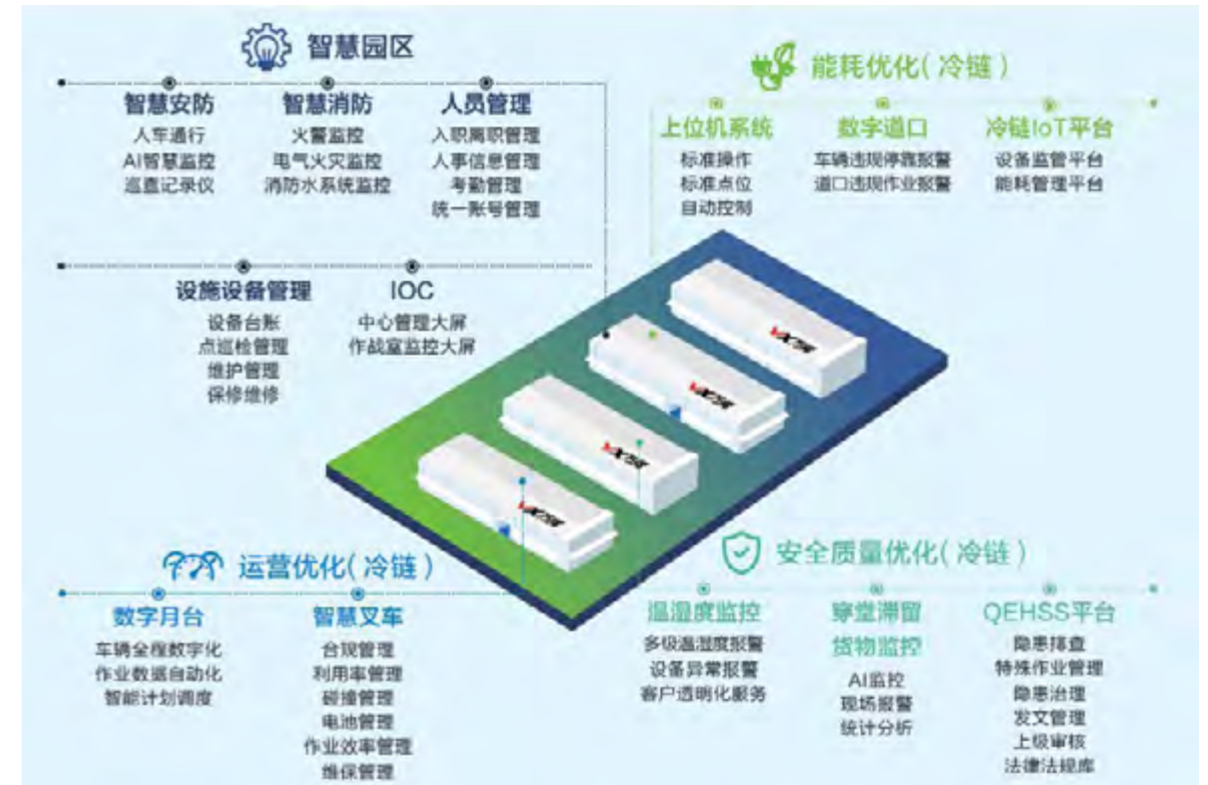 智慧园区
智慧安防
人车通行
AI智慧监控
巡查记录仪
智慧消防
火警监控
电气火灾监控
消防水系统监控
人员管理
入职离职管理
人事信息管理
考勤管理
统一账号管理
设施设备管理
设备台账
点巡检管理
维护管理
保修维修
IOC
中心管理大屏
作战室监控大屏
能耗优化(冷链)
上位机系统
标准操作
标准点位
自动控制
数字道口
车辆违规停靠报警
道口违规作业报警
冷链IoT平台
设备监管平台
能耗管理平台
运营优化(冷链)
数字月台
车辆全程数字化
作业数据自动化
智能计划调度
智慧叉车
合规管理
利用率管理
碰撞管理
电池管理
作业效率管理
维保管理
安全质量优化(冷链)
温湿度监控
多级温湿度报警
设备异常报警
客户透明化服务
穿堂滞留
货物监控
AI监控
现场报警
统计分析
QEHSS平台
隐患排查
特殊作业管理
隐患治理
发文管理
上级审核
法律法规库